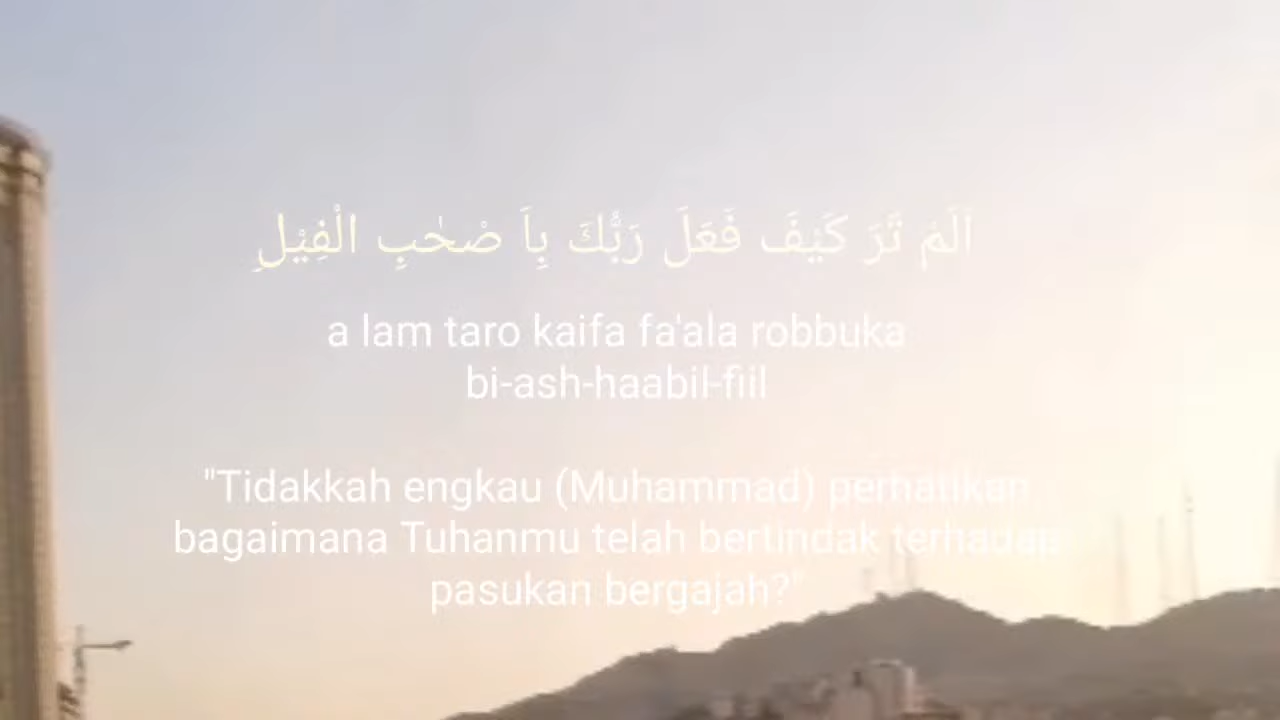 اَلَمْ تَرَ كَيْفَ فَعَلَ رَبُّكَ بِاَ صْحٰبِ الْفِيْلِ
a lam taro kaifa fa'ala robbuka
bi-ash-haabil-fiil
"Tidakkah engkau (Muhammad) perhatikan
bagaimana Tuhanmu telah bertindak terhadap
pasukan bergajah?"